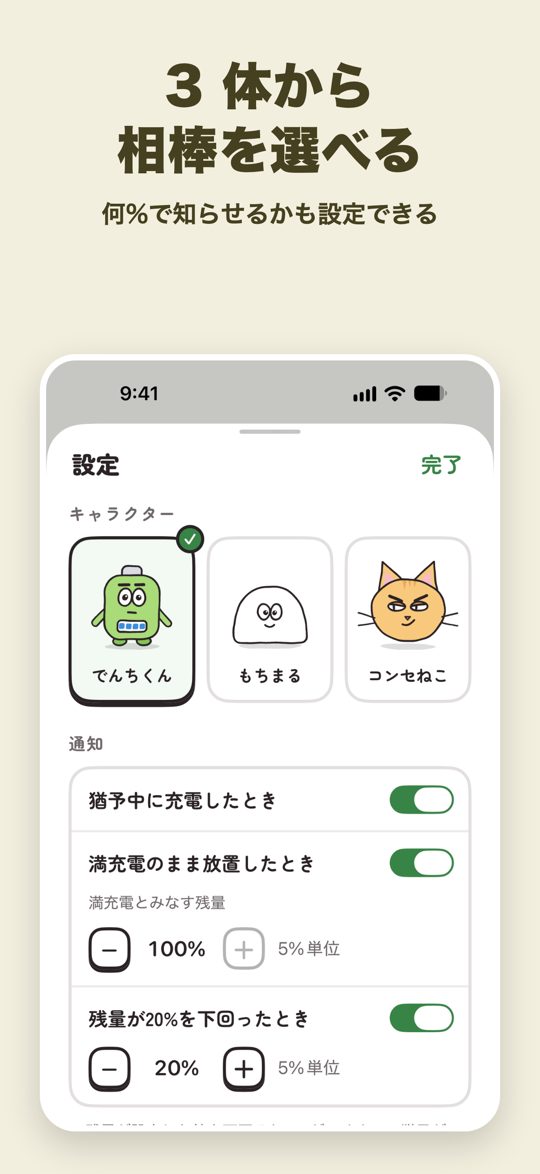 3 体から
相棒を選べる
何%で知らせるかも設定できる
9:41
設定
完了
キャラクター
でんちくん
もちまる
コンセねこ
通知
猶予中に充電したとき
満充電のまま放置したとき
満充電とみなす残量
− 100% + 5%単位
残量が20%を下回ったとき
− 20% + 5%単位